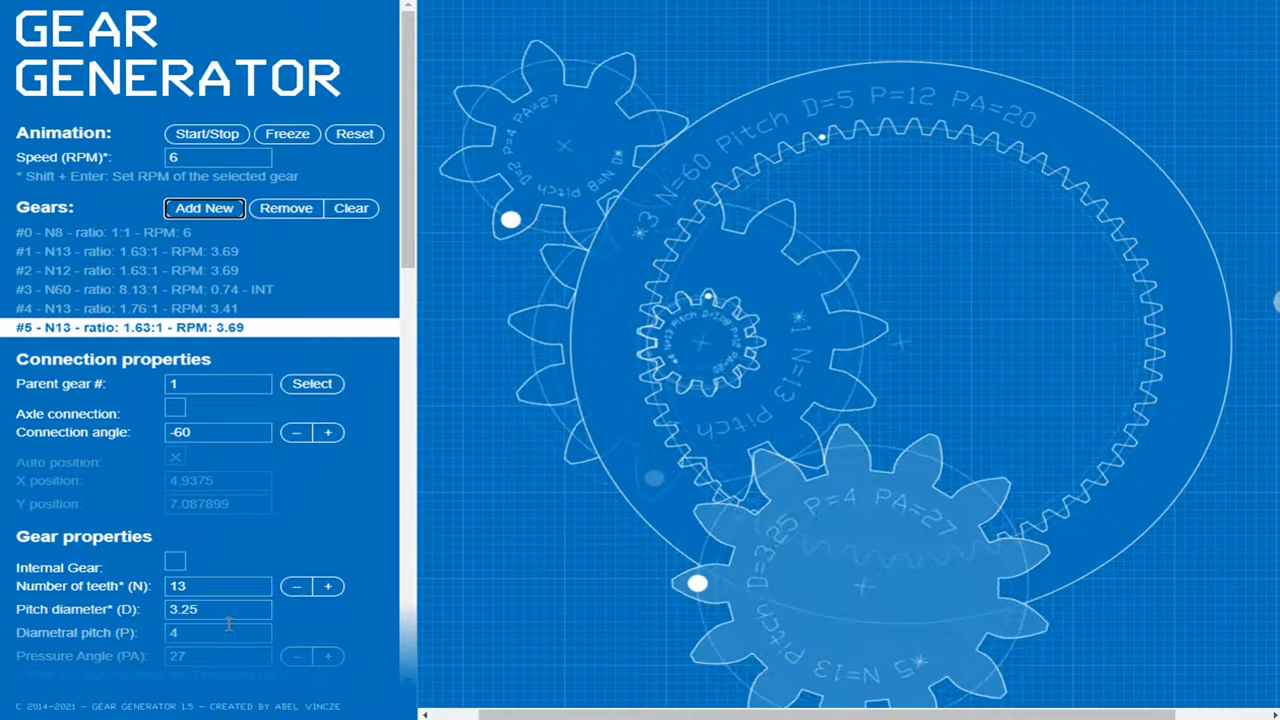 GEAR
GENERATOR
Animation:
Start/Stop
Freeze
Reset
Speed (RPM)*:
6
* Shift + Enter: Set RPM of the selected gear
Gears:
Add New
Remove
Clear
#0 - N8 - ratio: 1:1 - RPM: 6
#1 - N13 - ratio: 1.63:1 - RPM: 3.69
#2 - N12 - ratio: 1.63:1 - RPM: 3.69
#3 - N60 - ratio: 8.13:1 - RPM: 0.74 - INT
#4 - N13 - ratio: 1.76:1 - RPM: 3.41
#5 - N13 - ratio: 1.63:1 - RPM: 3.69
Connection properties
Parent gear #:
1
Select
Axle connection:
Connection angle:
-60
– +
Auto position:
X position:
4.9375
Y position:
7.087899
Gear properties
Internal Gear:
Number of teeth* (N):
13
– +
Pitch diameter* (D):
3.25
Diametral pitch (P):
4
Pressure Angle (PA):
27
– +
C 2014-2021 - GEAR GENERATOR 1.5 - CREATED BY ABEL VINCZE
*0 N=8 Pitch D=2 P=4 PA=27
*3 N=60 Pitch D=5 P=12 PA=20
*1 N=13 Pitch
*5 N=13 Pitch D=3.25 P=4 PA=27